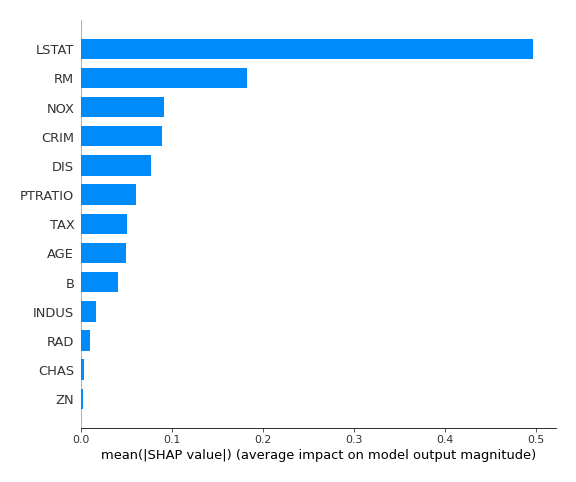 LSTAT
RM
NOX
CRIM
DIS
PTRATIO
TAX
AGE
B
INDUS
RAD
CHAS
ZN
0.0 0.1 0.2 0.3 0.4 0.5
mean(|SHAP value|) (average impact on model output magnitude)